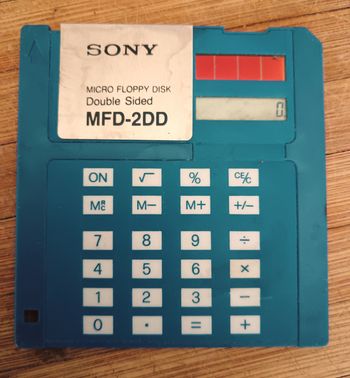 SONY
MICRO FLOPPY DISK
Double Sided
MFD-2DD
0
ON √ % CE/C
MRC M− M+ +/−
7 8 9 ÷
4 5 6 ×
1 2 3 −
0 · = +